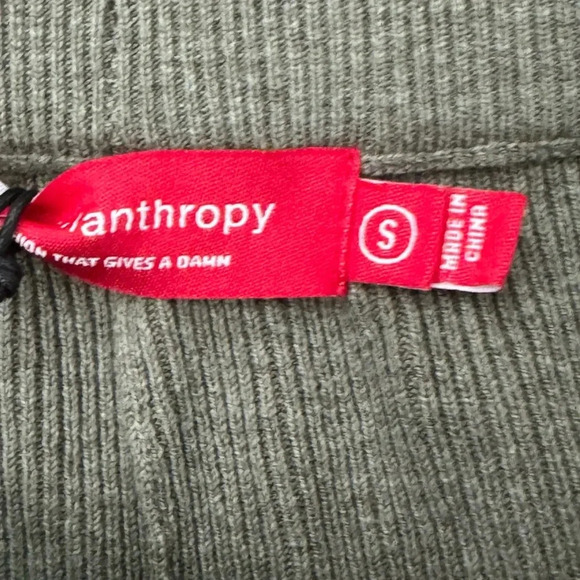 anthropy
THAT GIVES A DAMN
S
MADE IN
CHINA